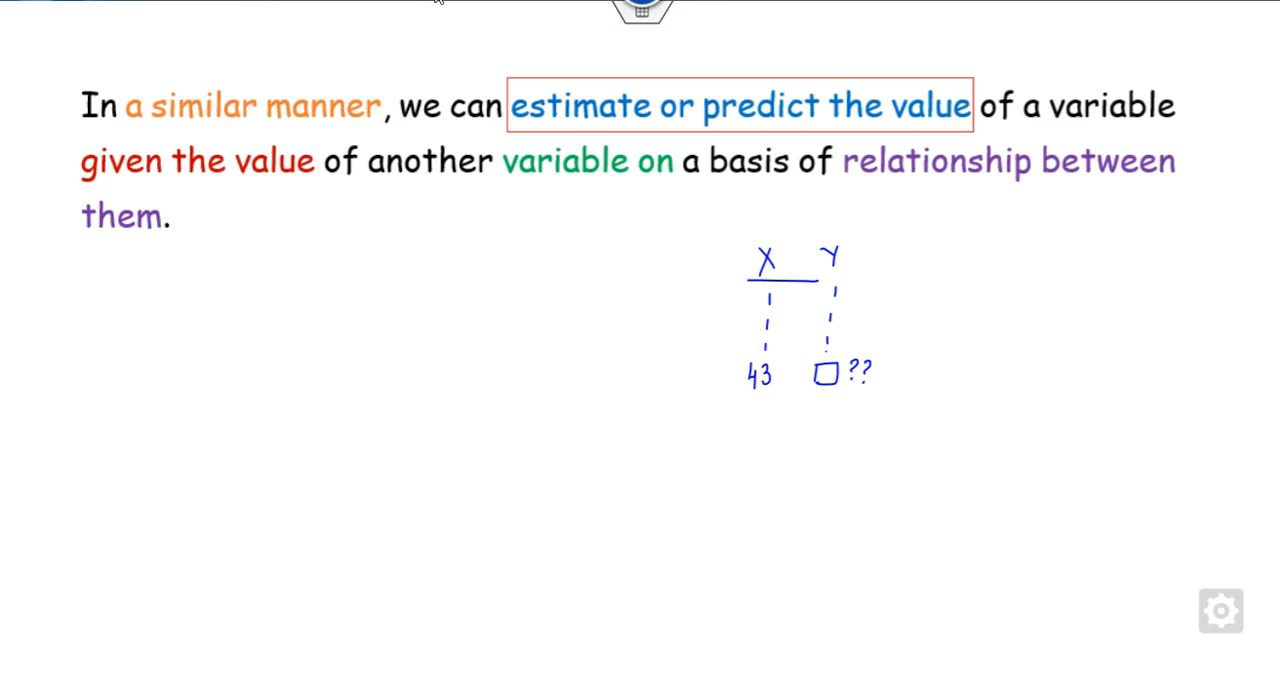 In a similar manner, we can estimate or predict the value of a variable
given the value of another variable on a basis of relationship between
them.
X Y
43 ??